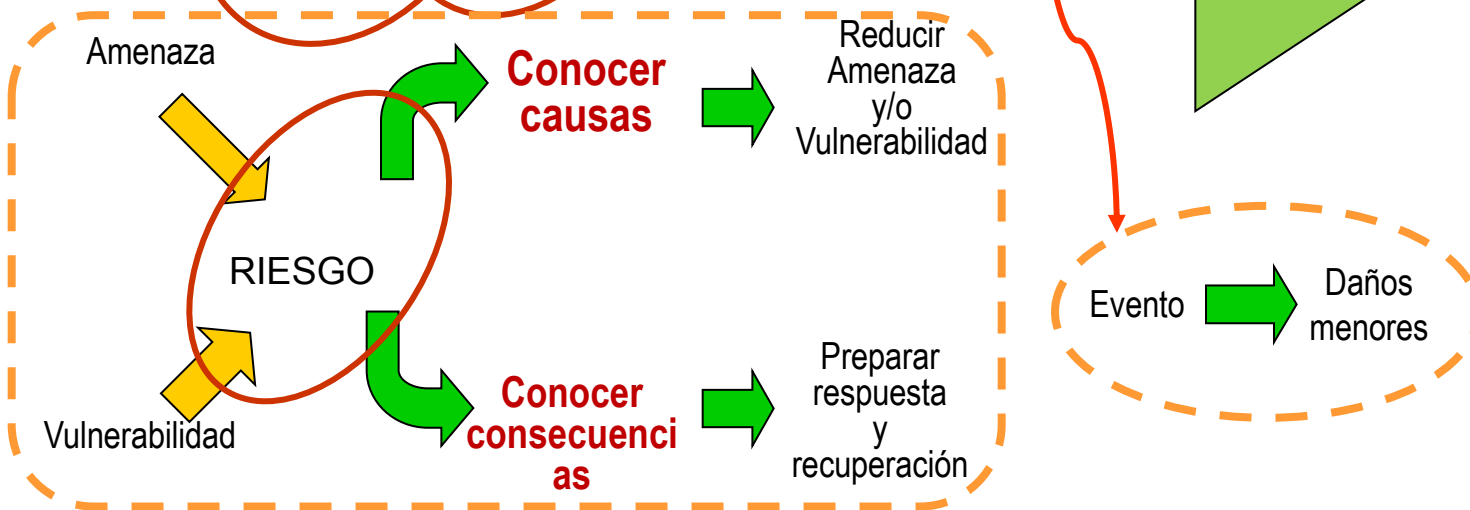 Amenaza
Conocer
causas
Reducir
Amenaza
y/o
Vulnerabilidad
RIESGO
Evento
Daños
menores
Vulnerabilidad
Conocer
consecuenci
as
Preparar
respuesta
y
recuperación